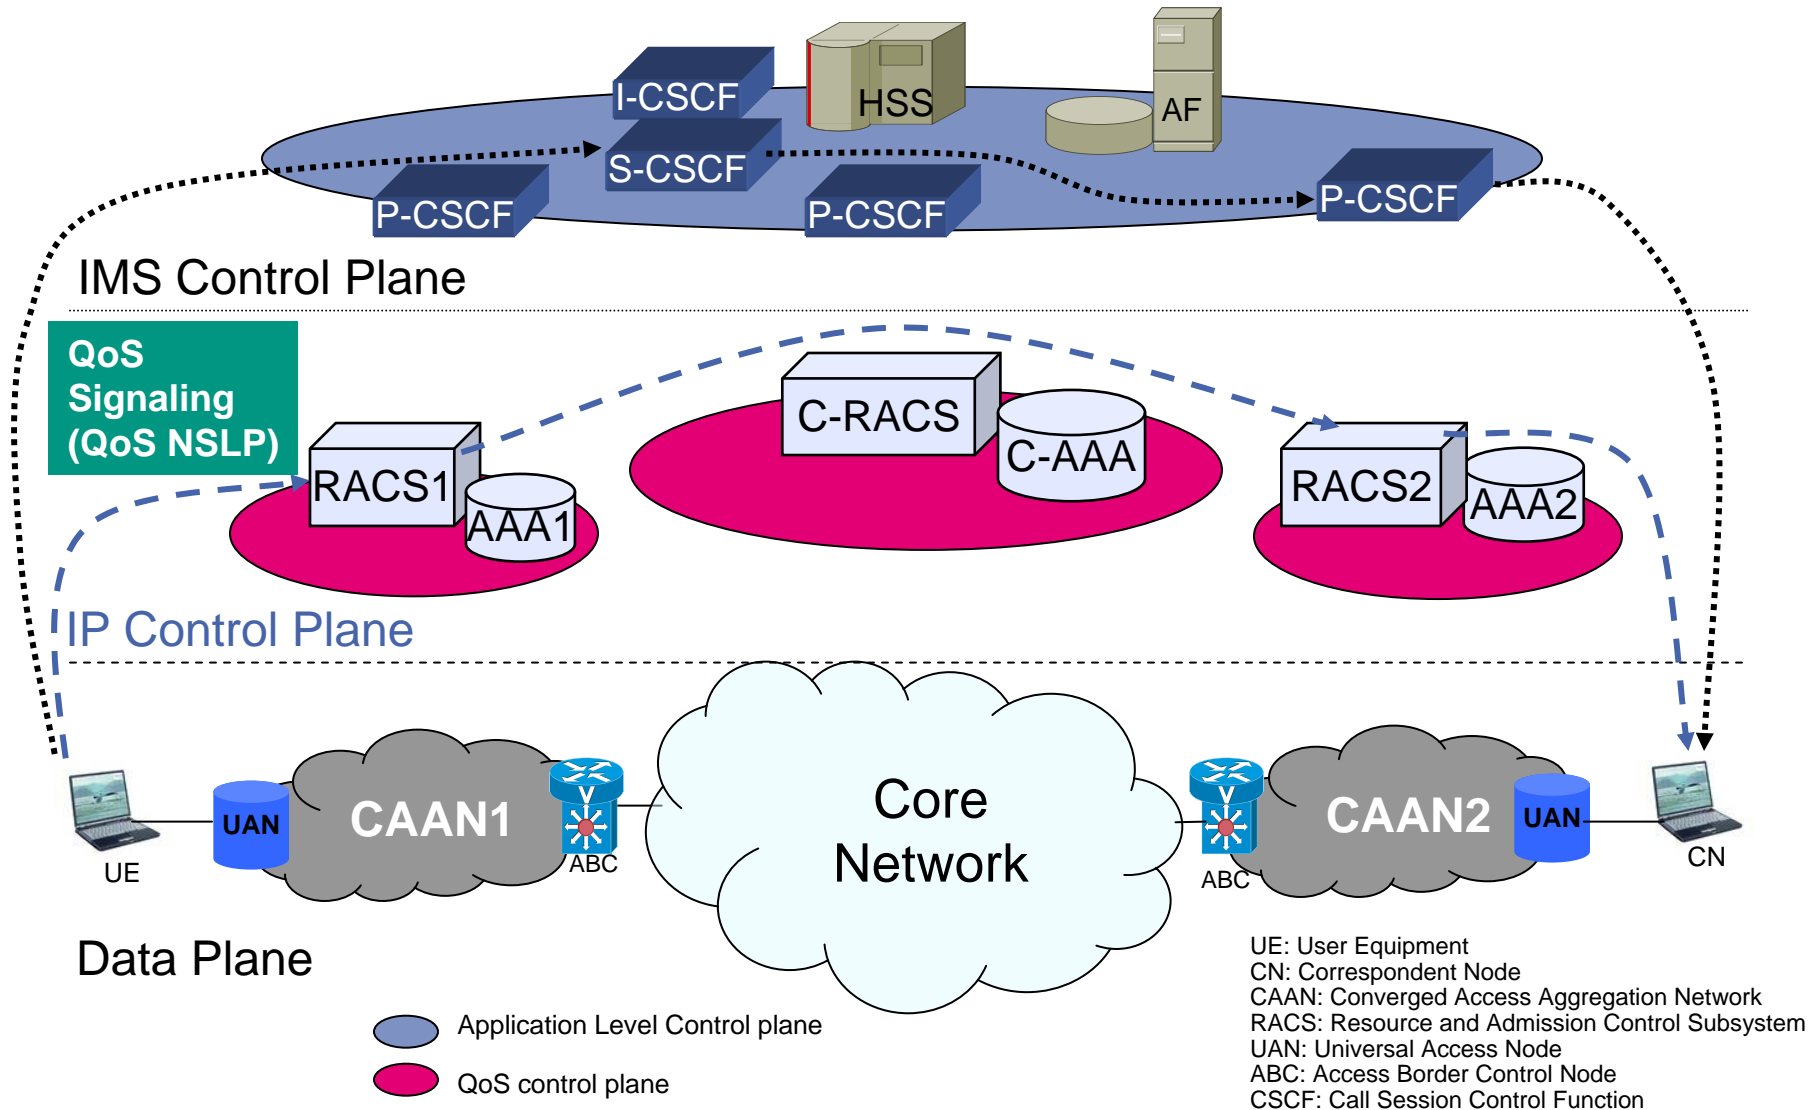 I-CSCF
HSS
AF
S-CSCF
P-CSCF
P-CSCF
P-CSCF
IMS Control Plane
QoS
Signaling
(QoS NSLP)
C-RACS
C-AAA
RACS1
AAA1
RACS2
AAA2
IP Control Plane
Core
Network
CAAN1
CAAN2
UAN
UAN
UE
ABC
ABC
CN
Data Plane
Application Level Control plane
QoS control plane
UE: User Equipment
CN: Correspondent Node
CAAN: Converged Access Aggregation Network
RACS: Resource and Admission Control Subsystem
UAN: Universal Access Node
ABC: Access Border Control Node
CSCF: Call Session Control Function